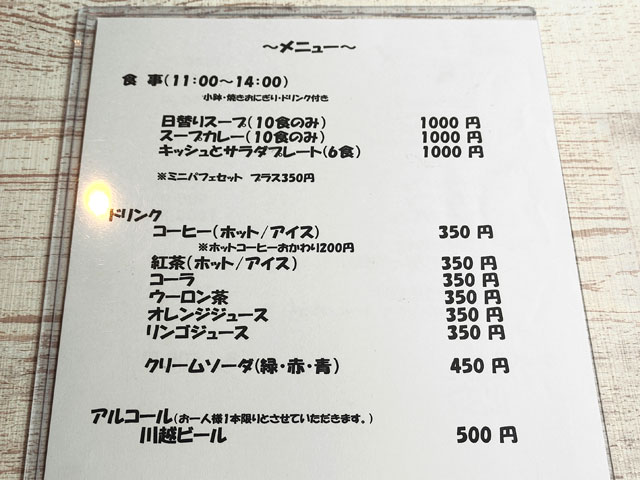 ～メニュー～
食 事（11:00～14:00）
小鉢・焼きおにぎり・ドリンク付き
日替りスープ（10食のみ） 1000 円
スープカレー（10食のみ） 1000 円
キッシュとサラダプレート（6食） 1000 円
※ミニパフェセット プラス350円
ドリンク
コーヒー（ホット/アイス） 350 円
※ホットコーヒーおかわり200円
紅茶（ホット/アイス） 350 円
コーラ 350 円
ウーロン茶 350 円
オレンジジュース 350 円
リンゴジュース 350 円
クリームソーダ（緑・赤・青） 450 円
アルコール（お一人様1本限りとさせていただきます。）
川越ビール 500 円